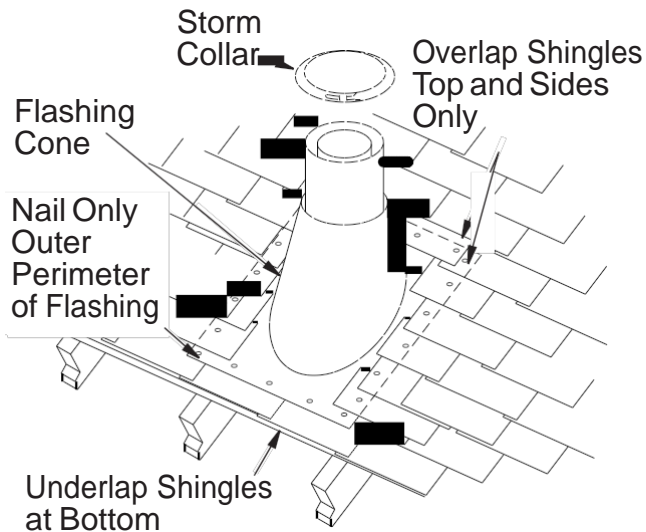 Storm
Collar
Overlap Shingles
Top and Sides
Only
Flashing
Cone
Nail Only
Outer
Perimeter
of Flashing
Underlap Shingles
at Bottom